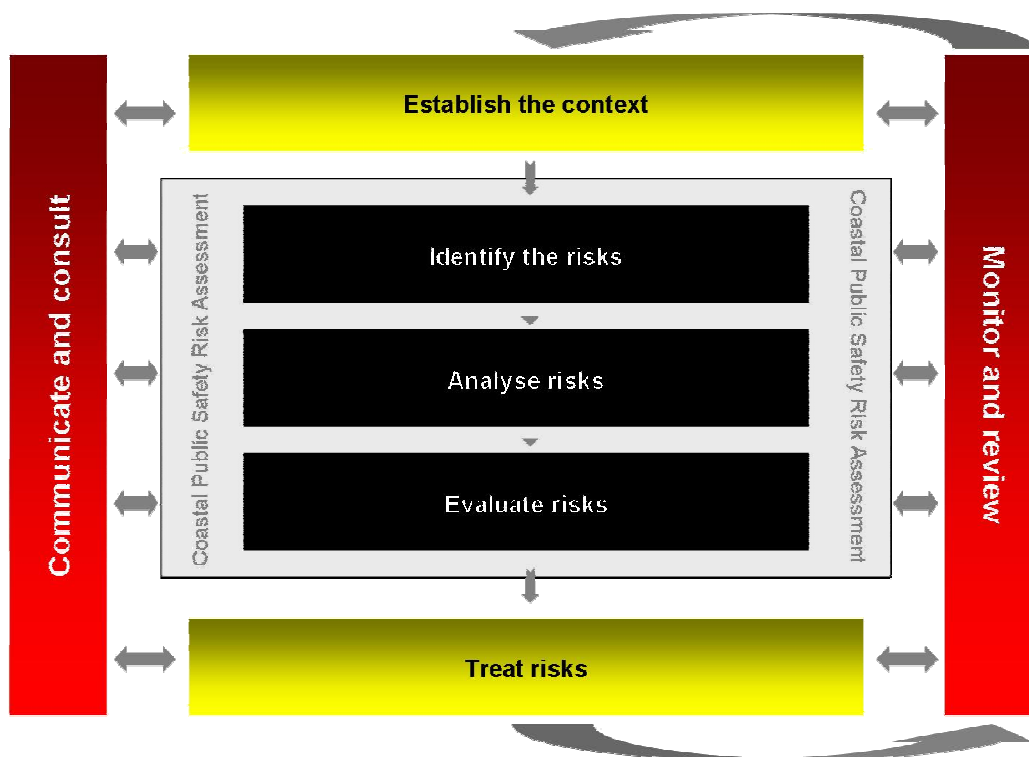 Establish the context
Communicate and consult
Coastal Public Safety Risk Assessment
Identify the risks
Analyse risks
Evaluate risks
Coastal Public Safety Risk Assessment
Monitor and review
Treat risks